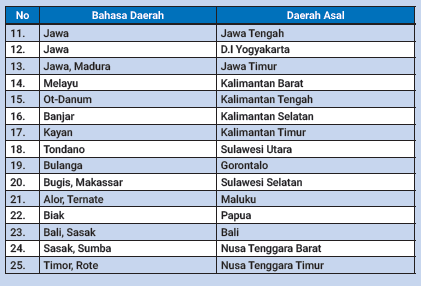 No Bahasa Daerah Daerah Asal
11. Jawa Jawa Tengah
12. Jawa D.I Yogyakarta
13. Jawa, Madura Jawa Timur
14. Melayu Kalimantan Barat
15. Ot-Danum Kalimantan Tengah
16. Banjar Kalimantan Selatan
17. Kayan Kalimantan Timur
18. Tondano Sulawesi Utara
19. Bulanga Gorontalo
20. Bugis, Makassar Sulawesi Selatan
21. Alor, Ternate Maluku
22. Biak Papua
23. Bali, Sasak Bali
24. Sasak, Sumba Nusa Tenggara Barat
25. Timor, Rote Nusa Tenggara Timur